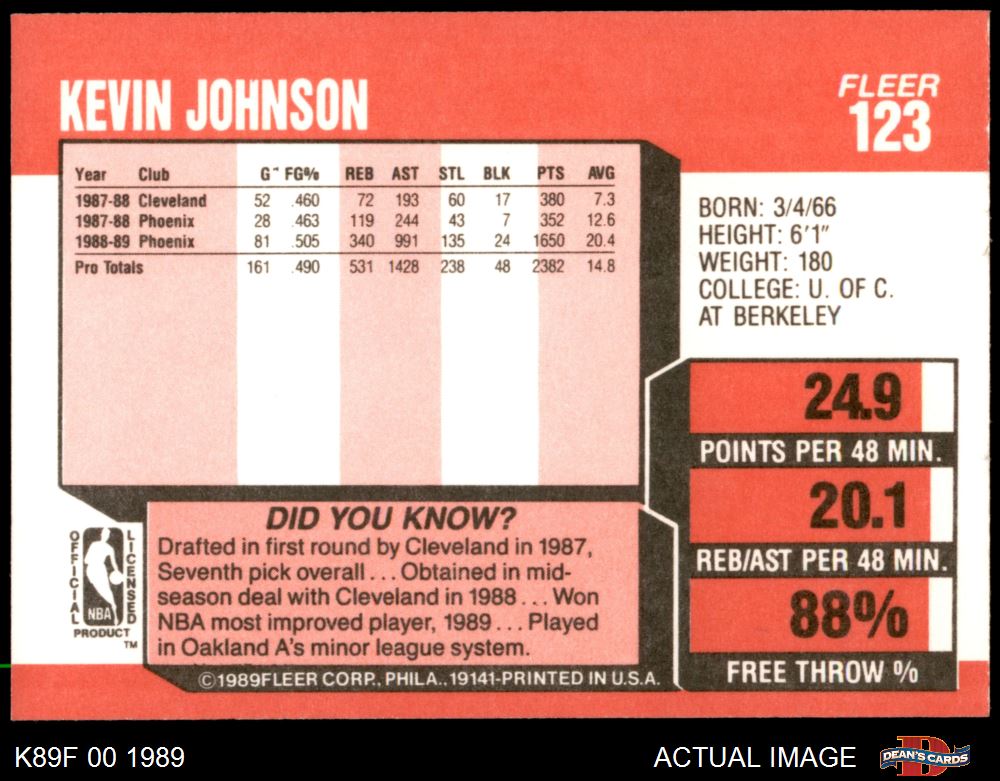 KEVIN JOHNSON
FLEER
123
Year Club G FG% REB AST STL BLK PTS AVG
1987-88 Cleveland 52 .460 72 193 60 17 380 7.3
1987-88 Phoenix 28 .463 119 244 43 7 352 12.6
1988-89 Phoenix 81 .505 340 991 135 24 1650 20.4
Pro Totals 161 .490 531 1428 238 48 2382 14.8
BORN: 3/4/66
HEIGHT: 6'1"
WEIGHT: 180
COLLEGE: U. OF C.
AT BERKELEY
24.9
POINTS PER 48 MIN.
20.1
REB/AST PER 48 MIN.
88%
FREE THROW %
OFFICIAL
LICENSED
NBA
PRODUCT
TM
DID YOU KNOW?
Drafted in first round by Cleveland in 1987,
Seventh pick overall . . . Obtained in mid-
season deal with Cleveland in 1988 . . . Won
NBA most improved player, 1989 . . . Played
in Oakland A's minor league system.
©1989FLEER CORP., PHILA., 19141-PRINTED IN U.S.A.
K89F 00 1989
ACTUAL IMAGE
DEAN'S CARDS